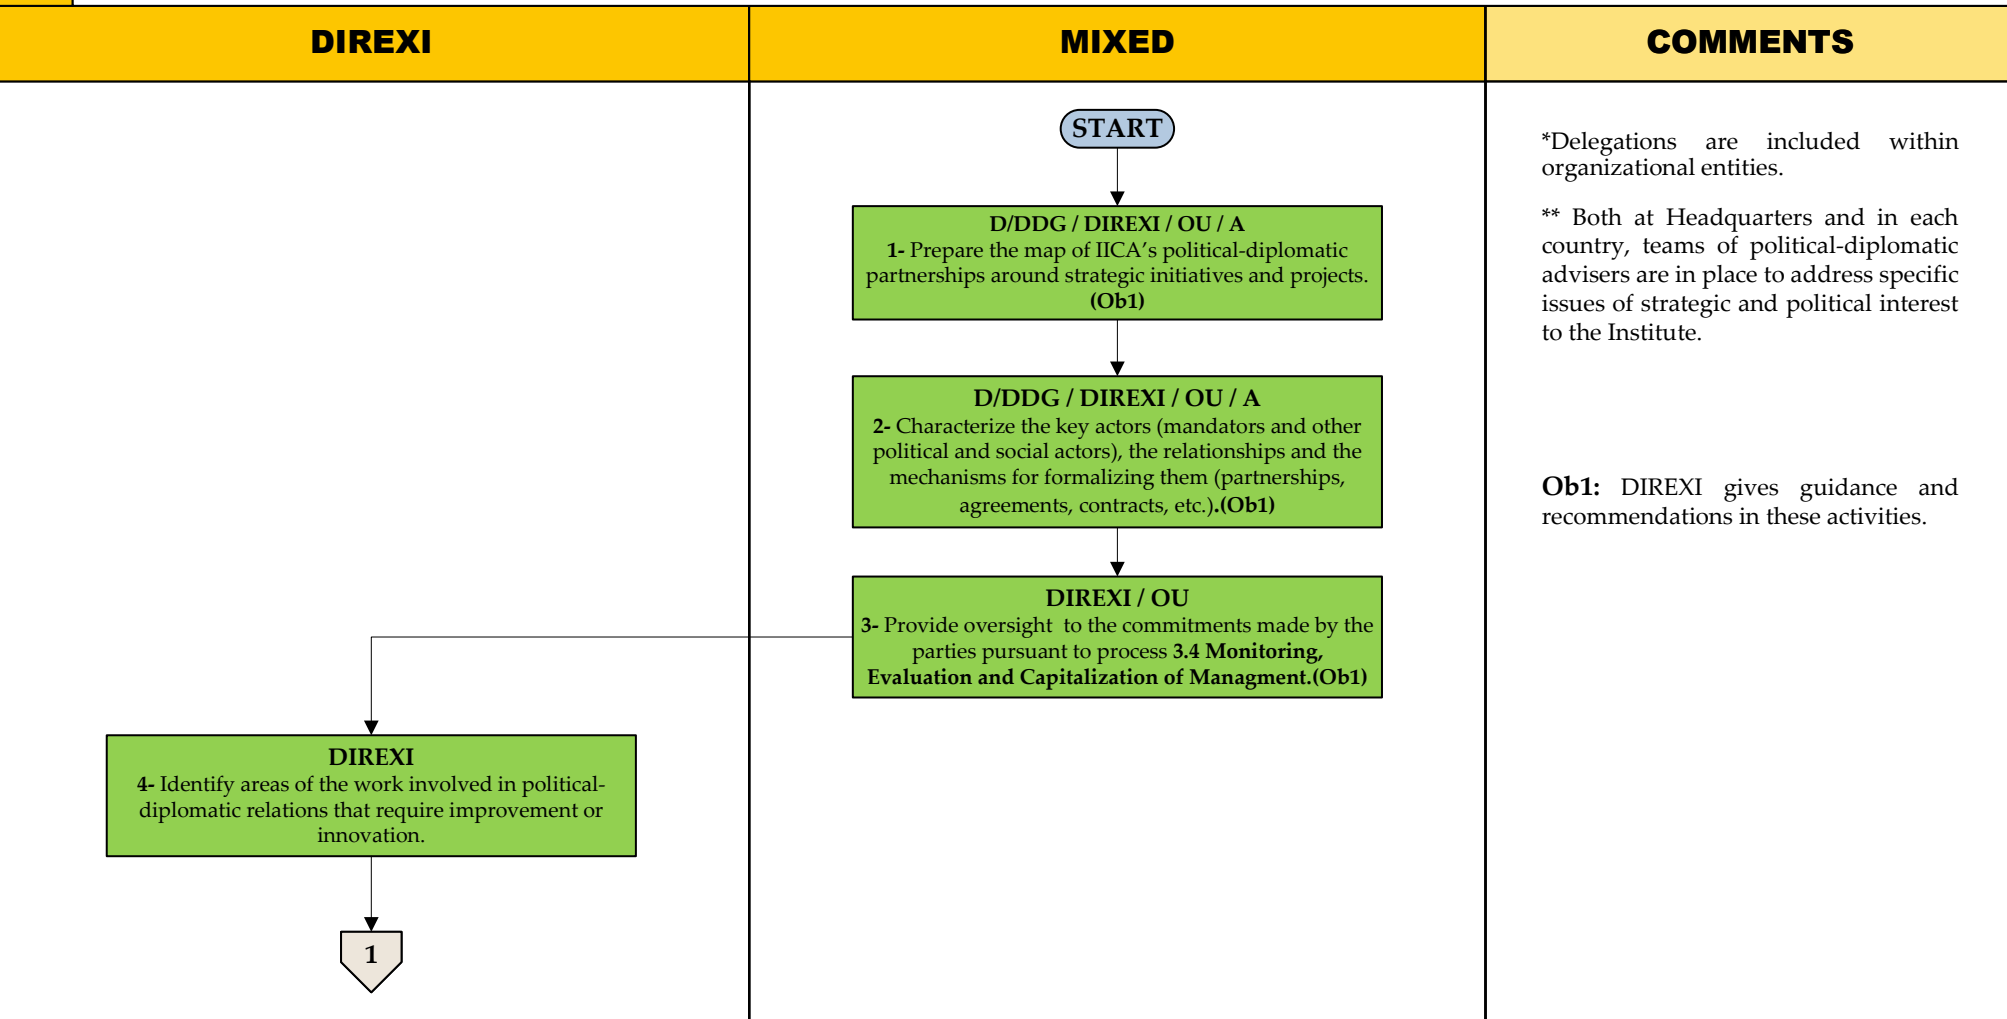 DIREXI
MIXED
COMMENTS
START
D/DDG / DIREXI / OU / A
1- Prepare the map of IICA’s political-diplomatic
partnerships around strategic initiatives and projects.
(Ob1)
D/DDG / DIREXI / OU / A
2- Characterize the key actors (mandators and other
political and social actors), the relationships and the
mechanisms for formalizing them (partnerships,
agreements, contracts, etc.).(Ob1)
DIREXI / OU
3- Provide oversight to the commitments made by the
parties pursuant to process 3.4 Monitoring,
Evaluation and Capitalization of Managment.(Ob1)
DIREXI
4- Identify areas of the work involved in political-
diplomatic relations that require improvement or
innovation.
1
*Delegations are included within
organizational entities.
** Both at Headquarters and in each
country, teams of political-diplomatic
advisers are in place to address specific
issues of strategic and political interest
to the Institute.
Ob1: DIREXI gives guidance and
recommendations in these activities.